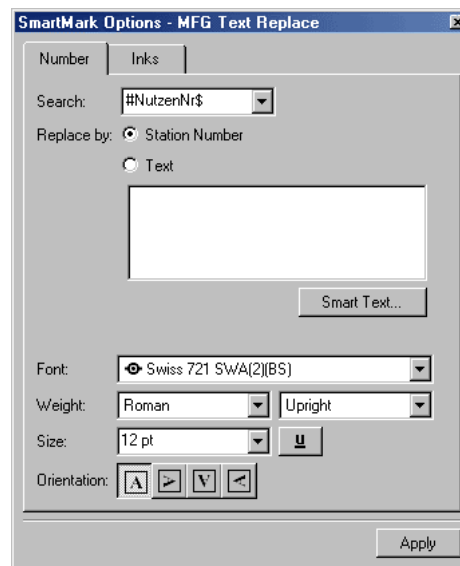 SmartMark Options - MFG Text Replace
Number Inks
Search: #NutzenNr$
Replace by: Station Number
Text
Smart Text...
Font: Swiss 721 SWA(2)(BS)
Weight: Roman Upright
Size: 12 pt u
Orientation: A A A A
Apply